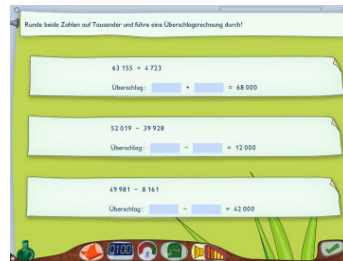 Runde beide Zahlen auf Tausender und führe eine Überschlagsrechnung durch!
63 155 + 4 723
Überschlag: + = 68 000
52 019 - 39 928
Überschlag: - = 12 000
49 981 - 8 161
Überschlag: - = 42 000
0100